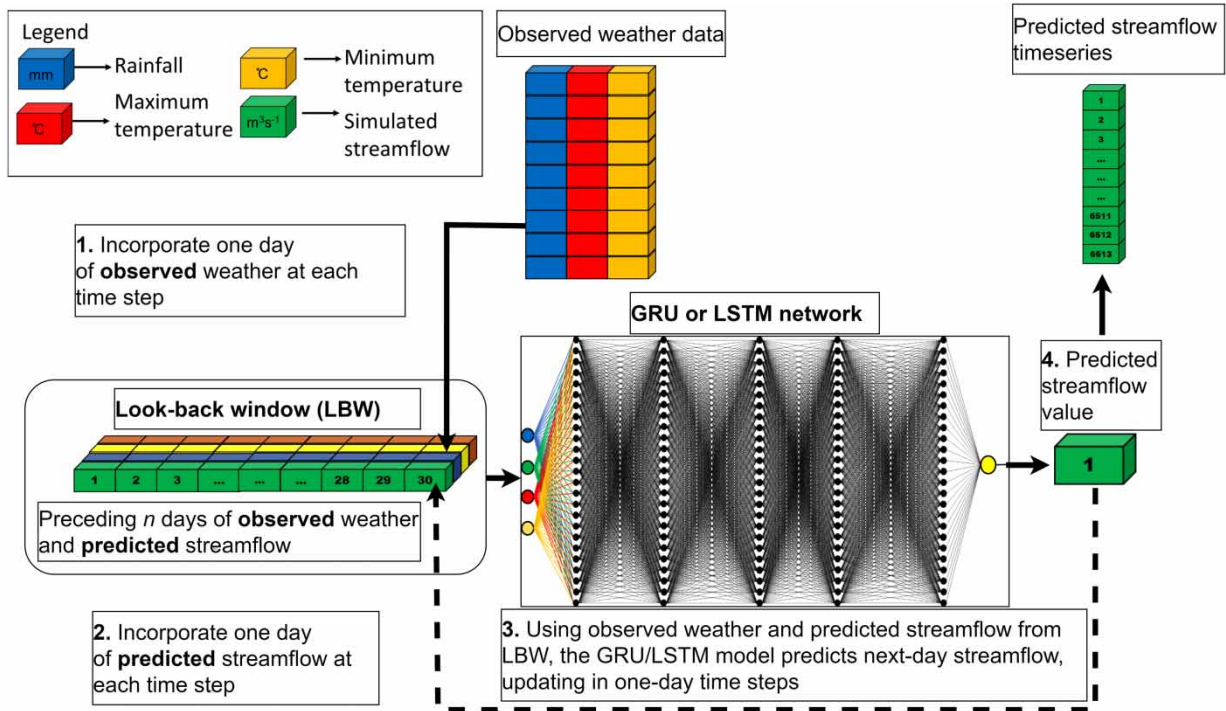 Legend
mm
Rainfall
℃
Maximum
temperature
℃
Minimum
temperature
m³s⁻¹
Simulated
streamflow
Observed weather data
Predicted streamflow
timeseries
1
2
3
...
...
...
6511
6512
6513
1. Incorporate one day
of observed weather at each
time step
GRU or LSTM network
4. Predicted
streamflow
value
1
Look-back window (LBW)
1 2 3 ... ... ... 28 29 30
Preceding n days of observed weather
and predicted streamflow
2. Incorporate one day
of predicted streamflow at
each time step
3. Using observed weather and predicted streamflow from
LBW, the GRU/LSTM model predicts next-day streamflow,
updating in one-day time steps